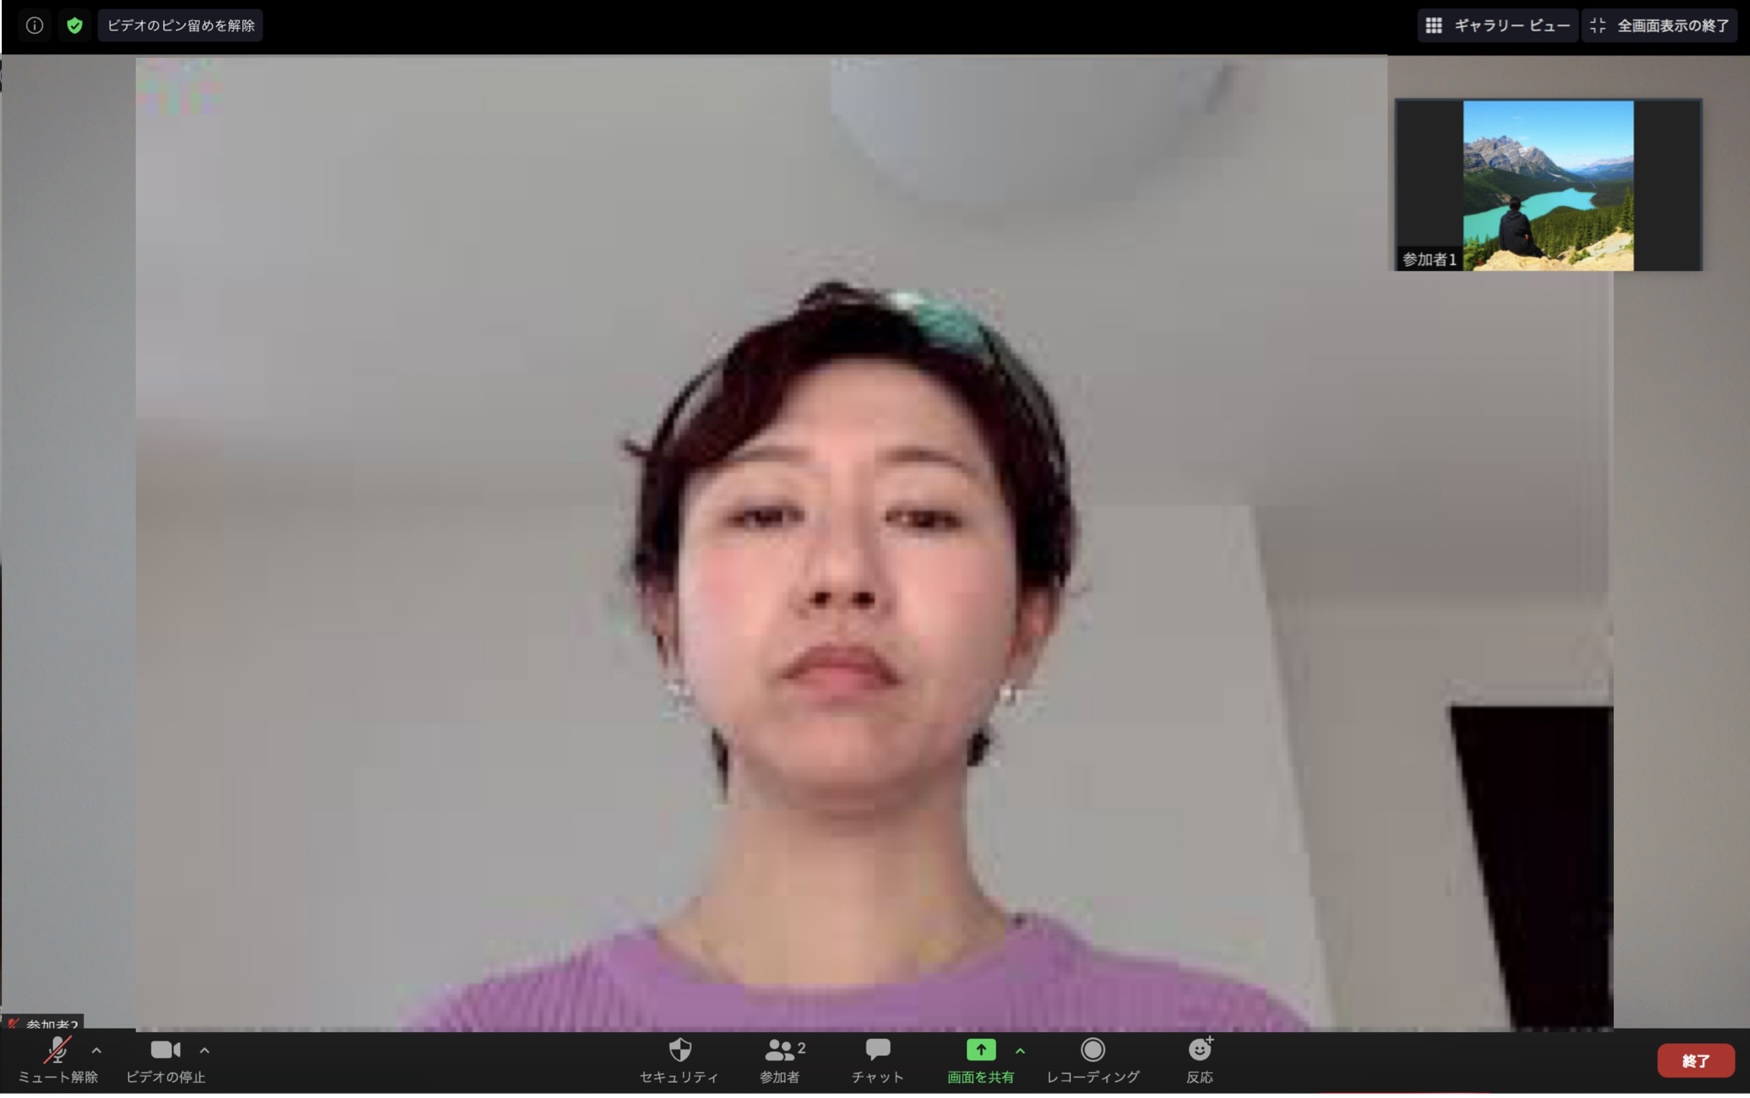 ビデオのピン留めを解除
ギャラリー ビュー
全画面表示の終了
参加者1
参加者2
ミュート解除
ビデオの停止
セキュリティ
2
参加者
チャット
画面を共有
レコーディング
反応
終了